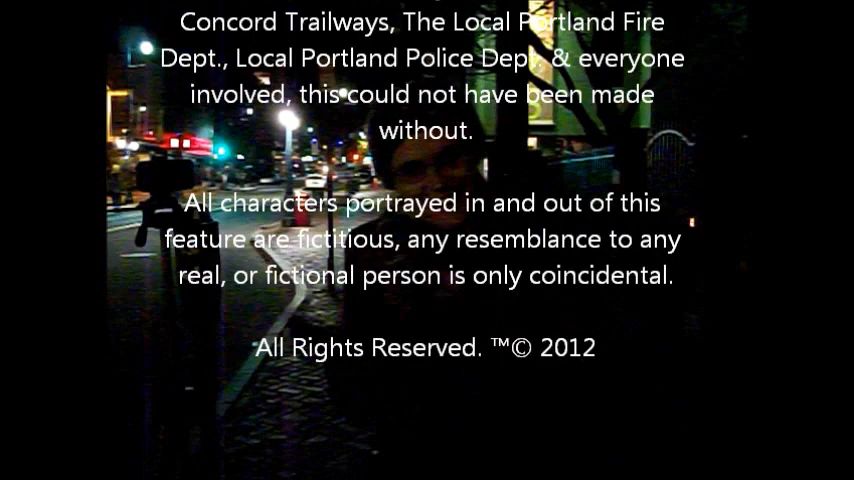 Concord Trailways, The Local Portland Fire
Dept., Local Portland Police Dept. & everyone
involved, this could not have been made
without.
All characters portrayed in and out of this
feature are fictitious, any resemblance to any
real, or fictional person is only coincidental.
All Rights Reserved. ™© 2012